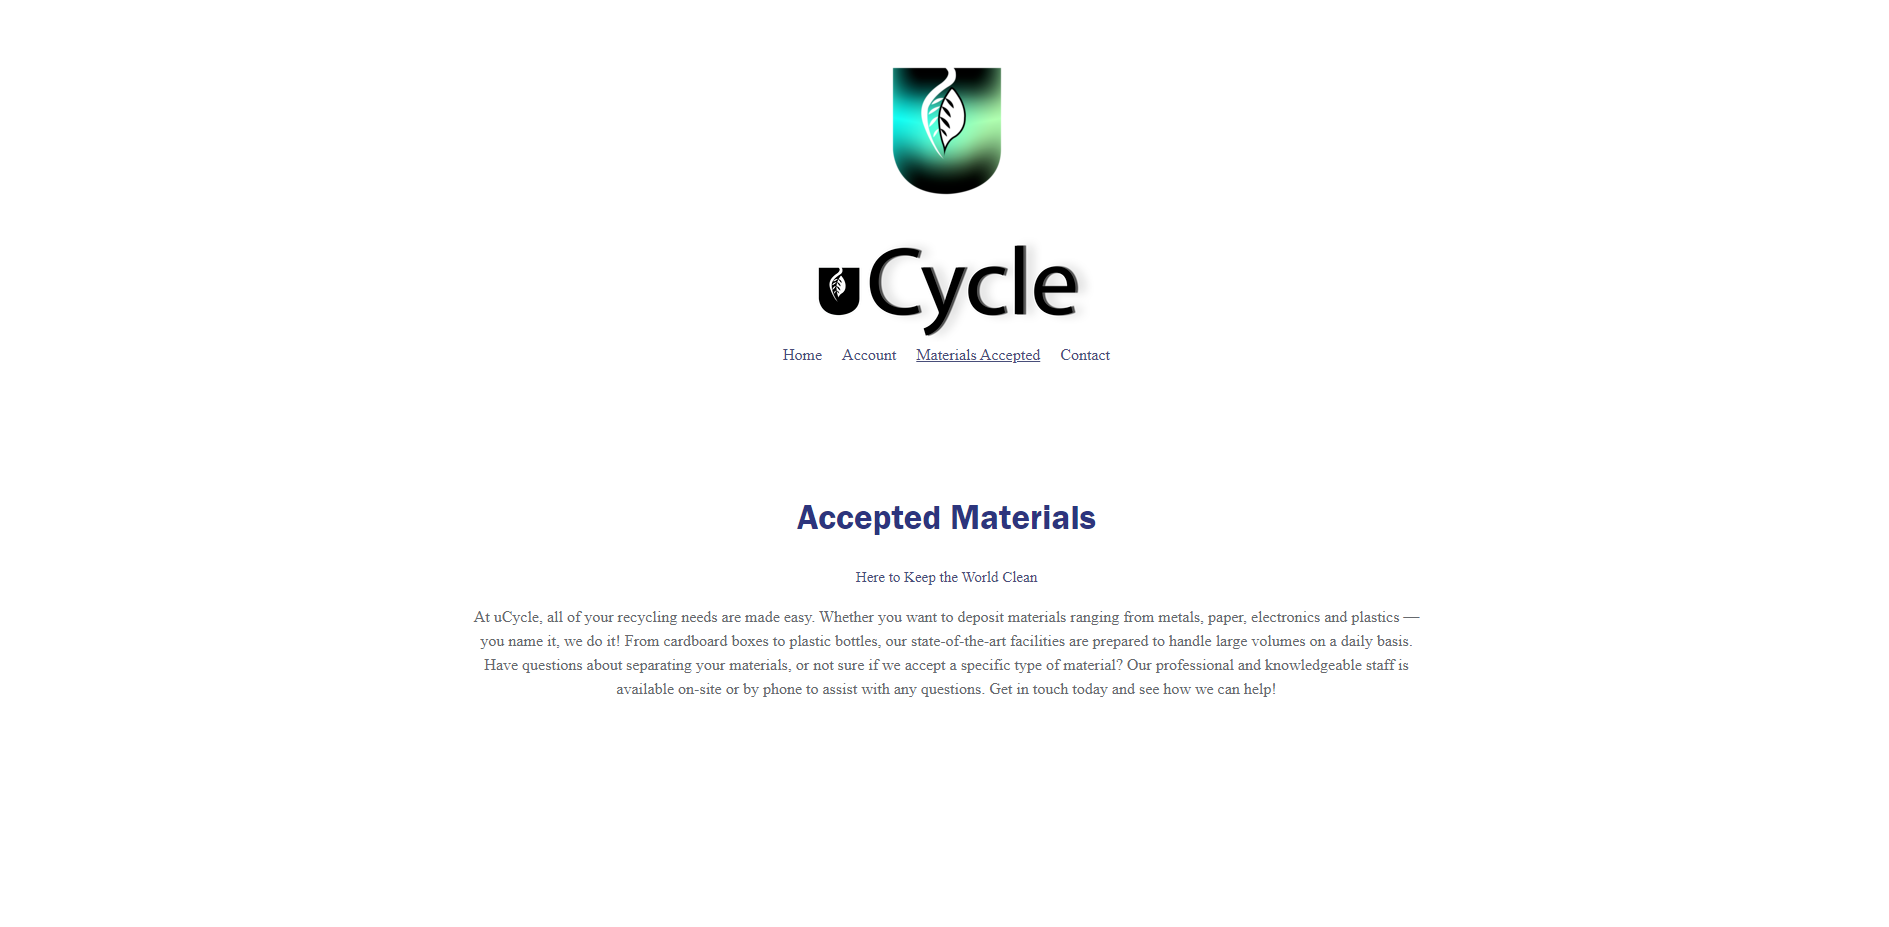 uCycle
Home Account Materials Accepted Contact
Accepted Materials
Here to Keep the World Clean
At uCycle, all of your recycling needs are made easy. Whether you want to deposit materials ranging from metals, paper, electronics and plastics —
you name it, we do it! From cardboard boxes to plastic bottles, our state-of-the-art facilities are prepared to handle large volumes on a daily basis.
Have questions about separating your materials, or not sure if we accept a specific type of material? Our professional and knowledgeable staff is
available on-site or by phone to assist with any questions. Get in touch today and see how we can help!